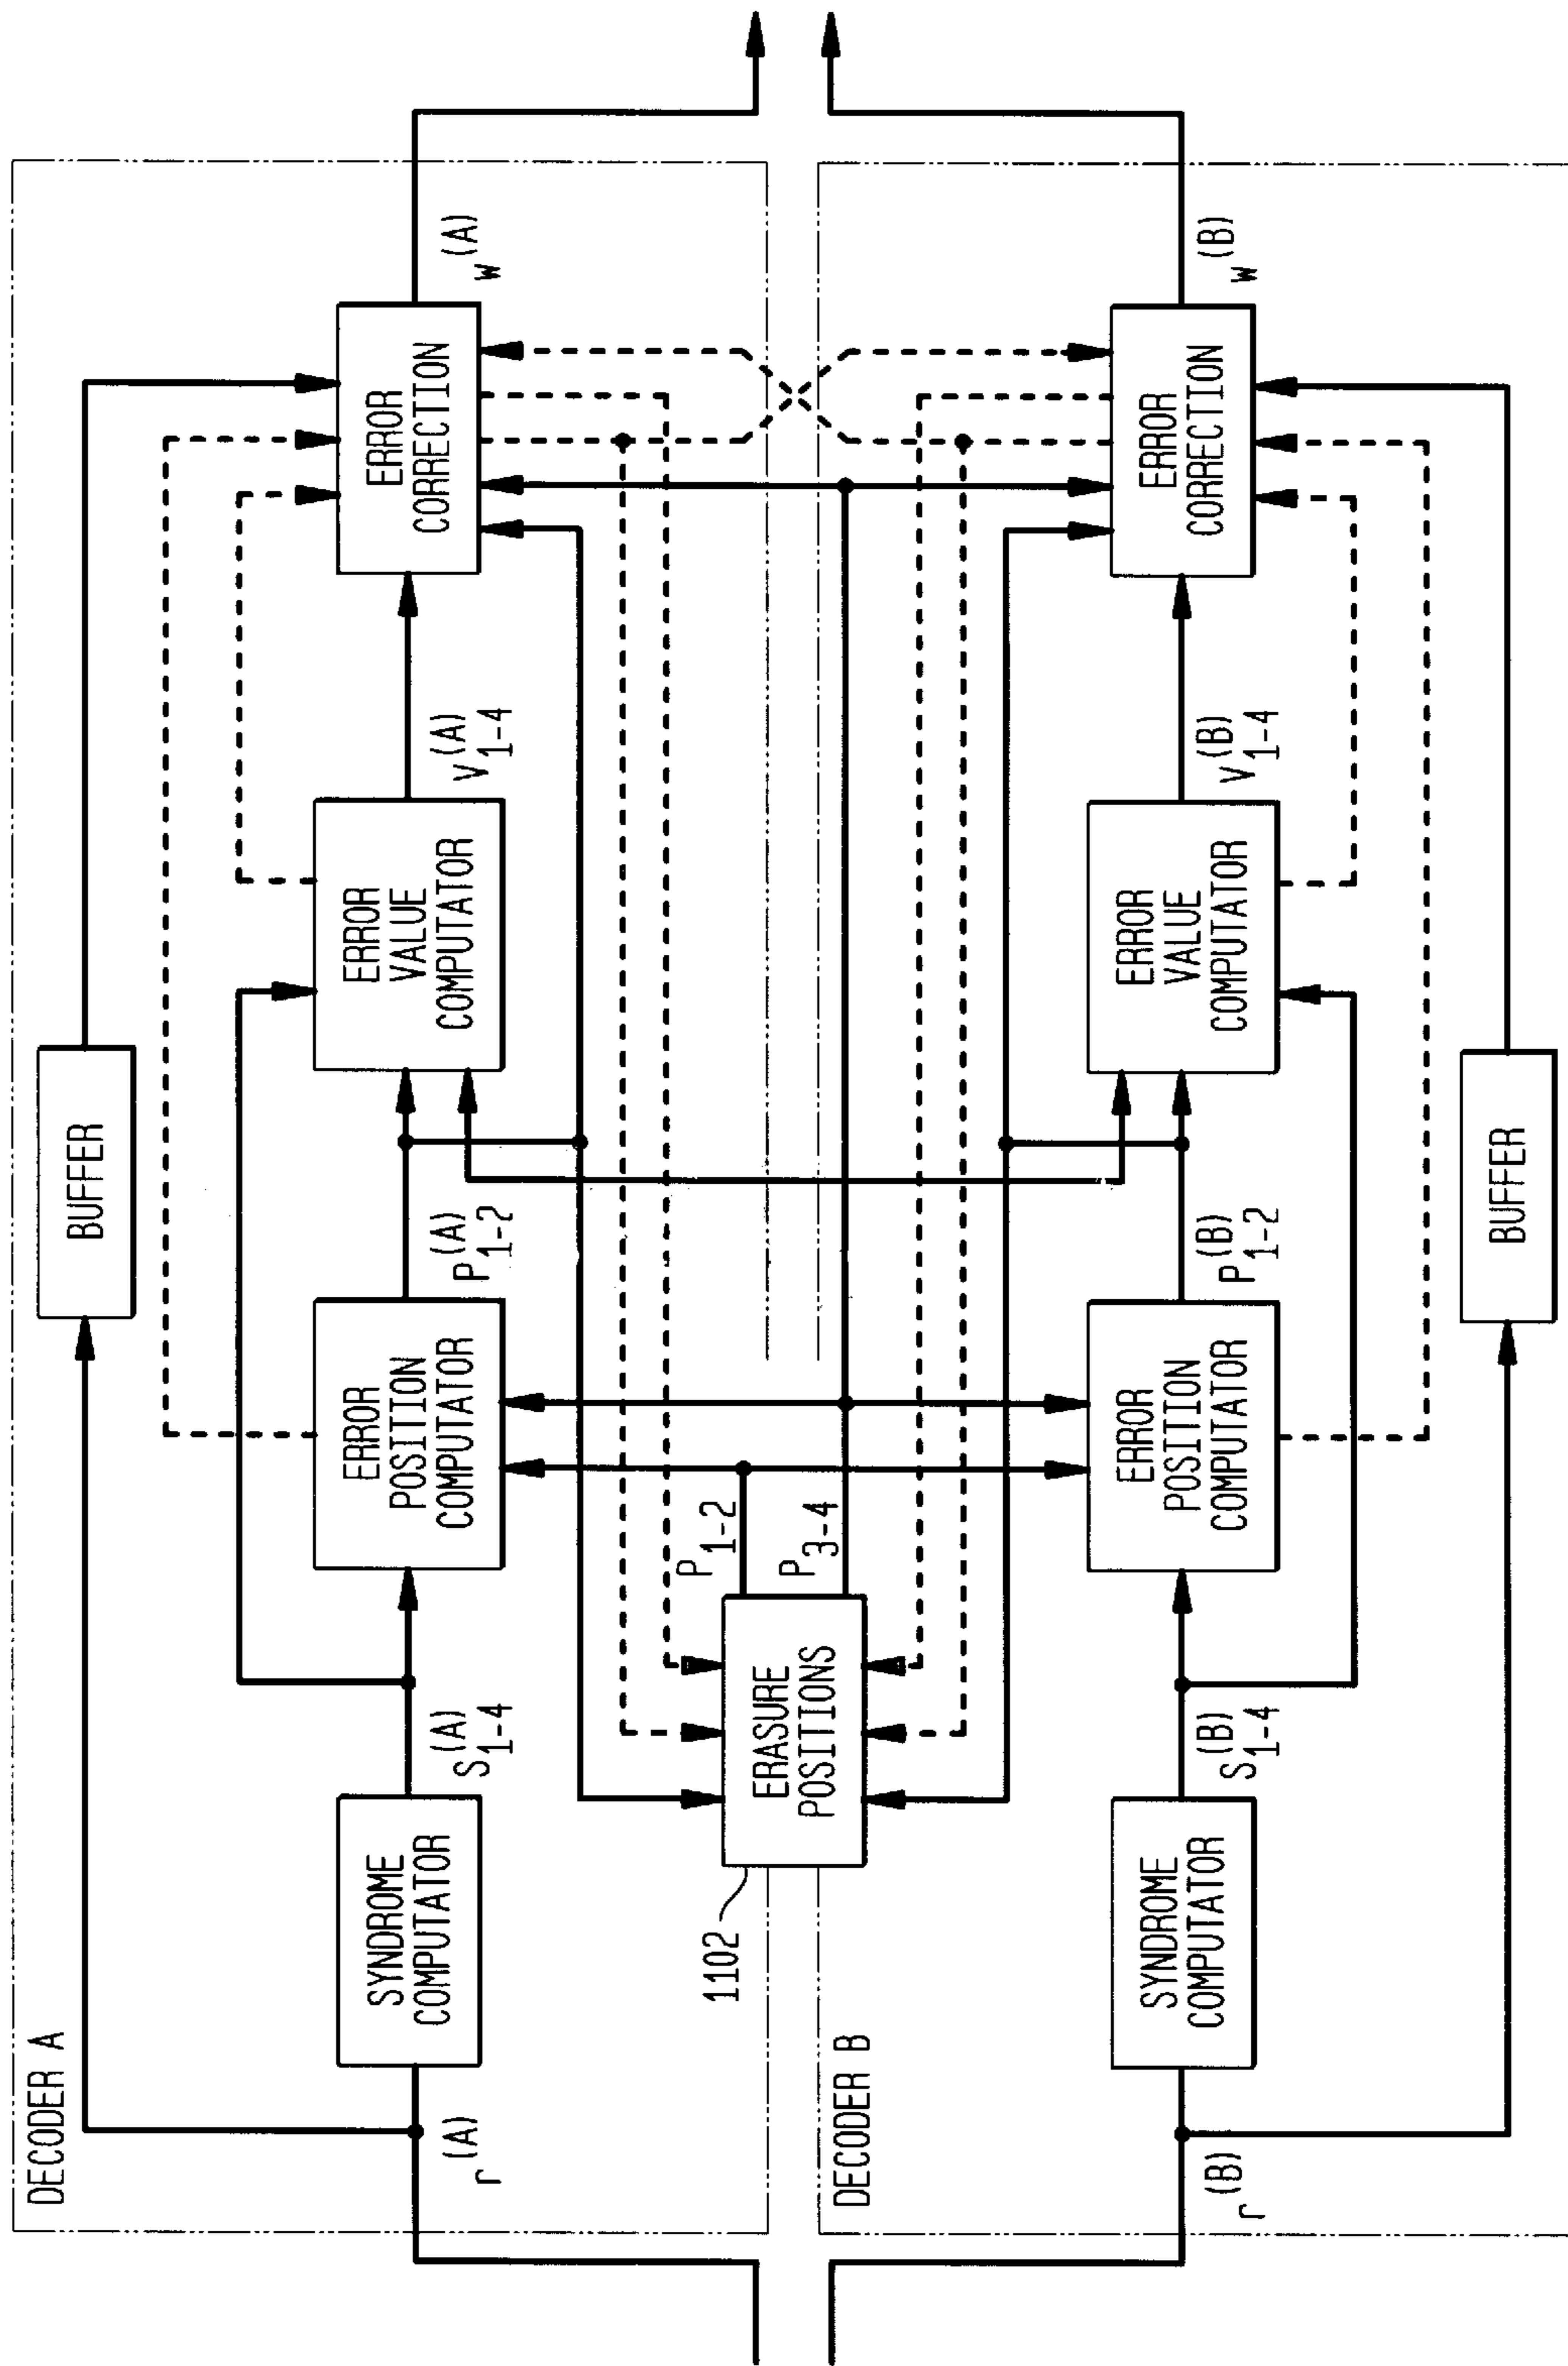 DECODER A
BUFFER
r(A)
SYNDROME
COMPUTATOR
S(A)1-4
ERROR
POSITION
COMPUTATOR
P(A)1-2
ERROR
VALUE
COMPUTATOR
V(A)1-4
ERROR
CORRECTION
w(A)
1102
ERASURE
POSITIONS
P1-2
P3-4
DECODER B
r(B)
SYNDROME
COMPUTATOR
S(B)1-4
ERROR
POSITION
COMPUTATOR
P(B)1-2
ERROR
VALUE
COMPUTATOR
V(B)1-4
ERROR
CORRECTION
w(B)
BUFFER